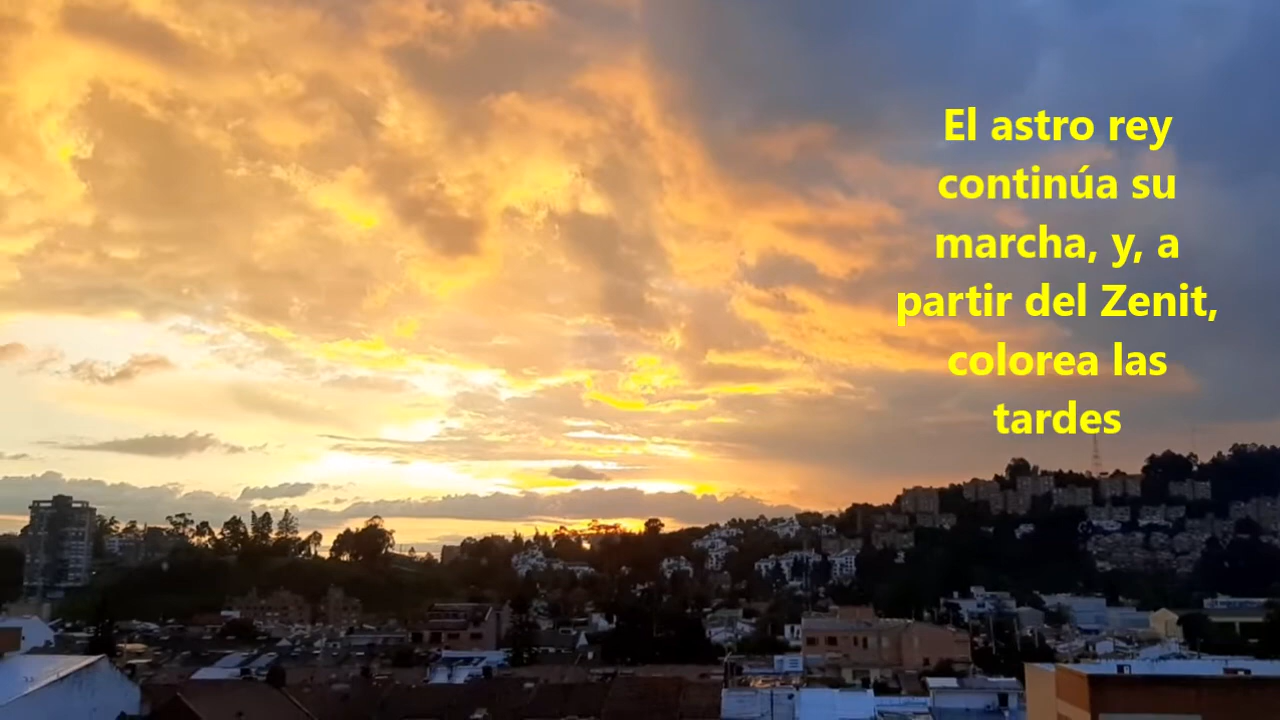 El astro rey
continúa su
marcha, y, a
partir del Zenit,
colorea las
tardes